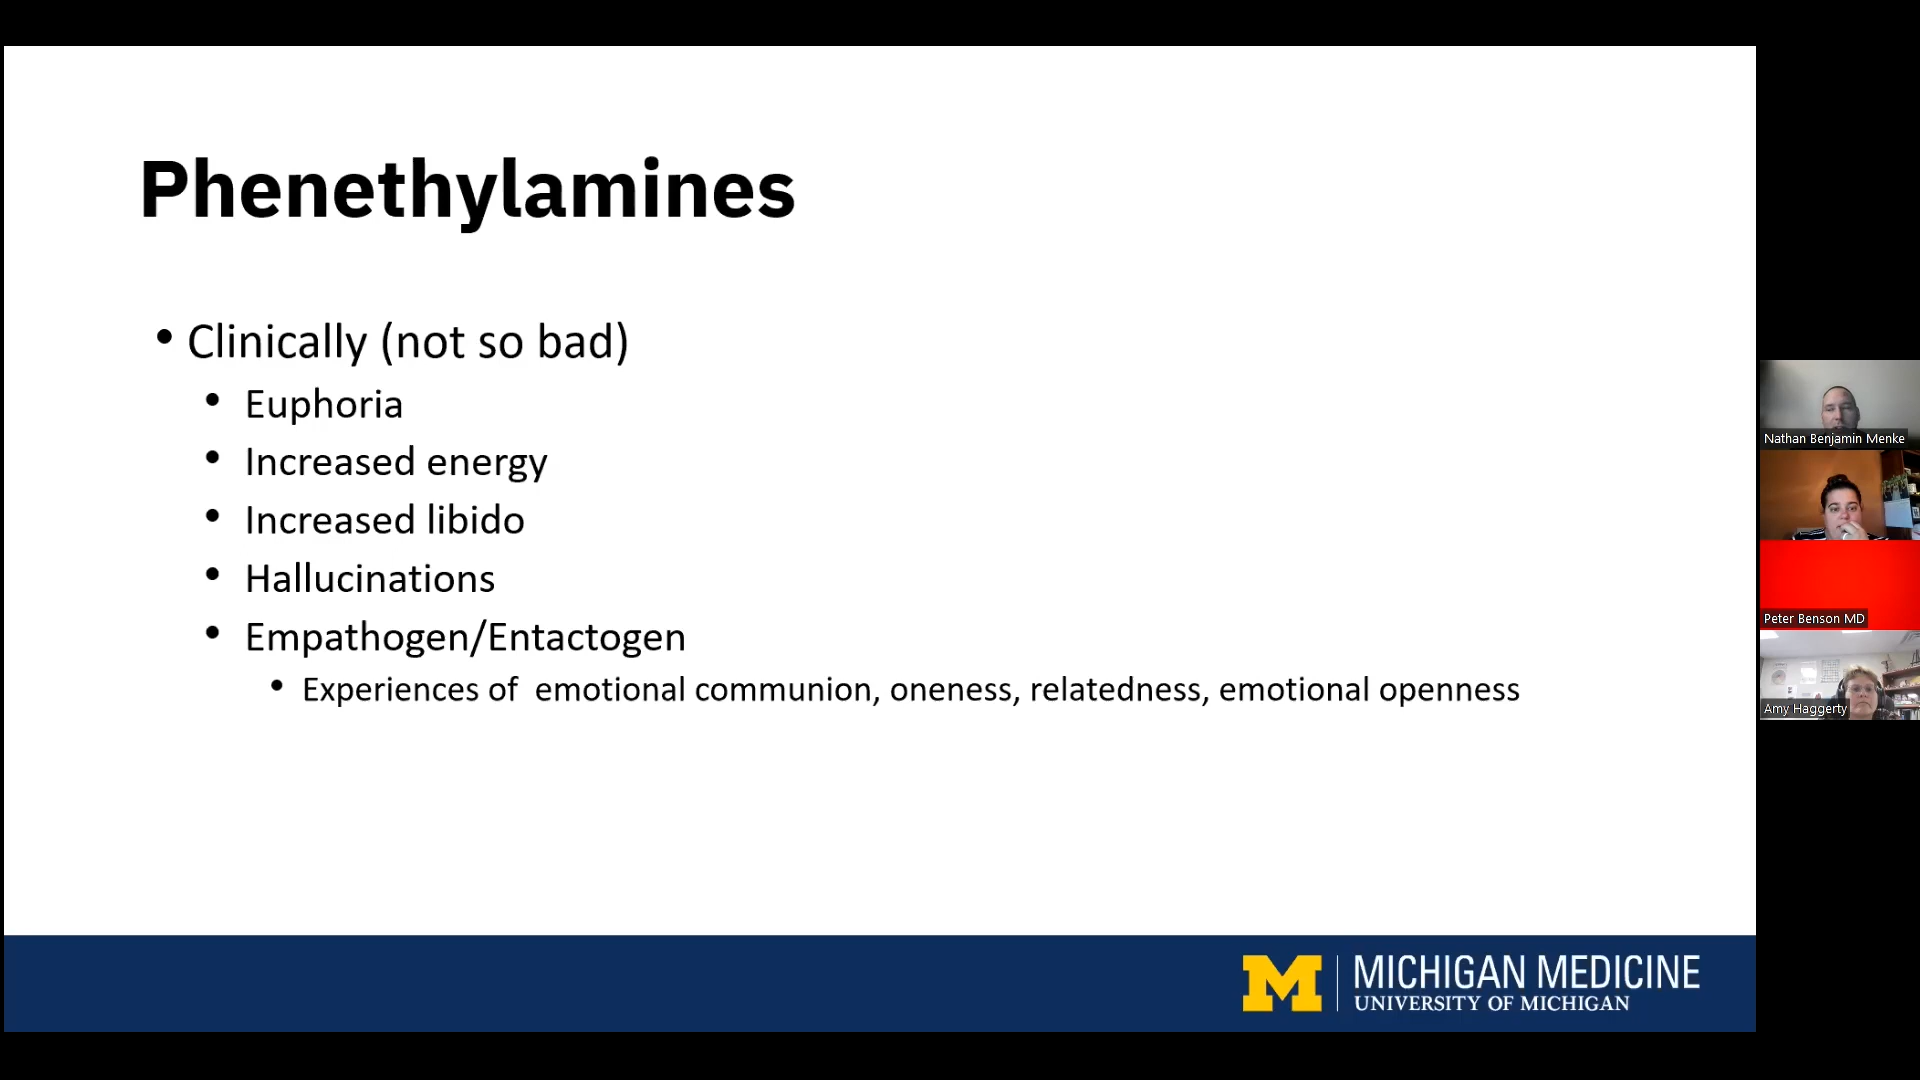 Phenethylamines
• Clinically (not so bad)
• Euphoria
• Increased energy
• Increased libido
• Hallucinations
• Empathogen/Entactogen
• Experiences of emotional communion, oneness, relatedness, emotional openness
M MICHIGAN MEDICINE
UNIVERSITY OF MICHIGAN
Nathan Benjamin Menke
Peter Benson MD
Amy Haggerty